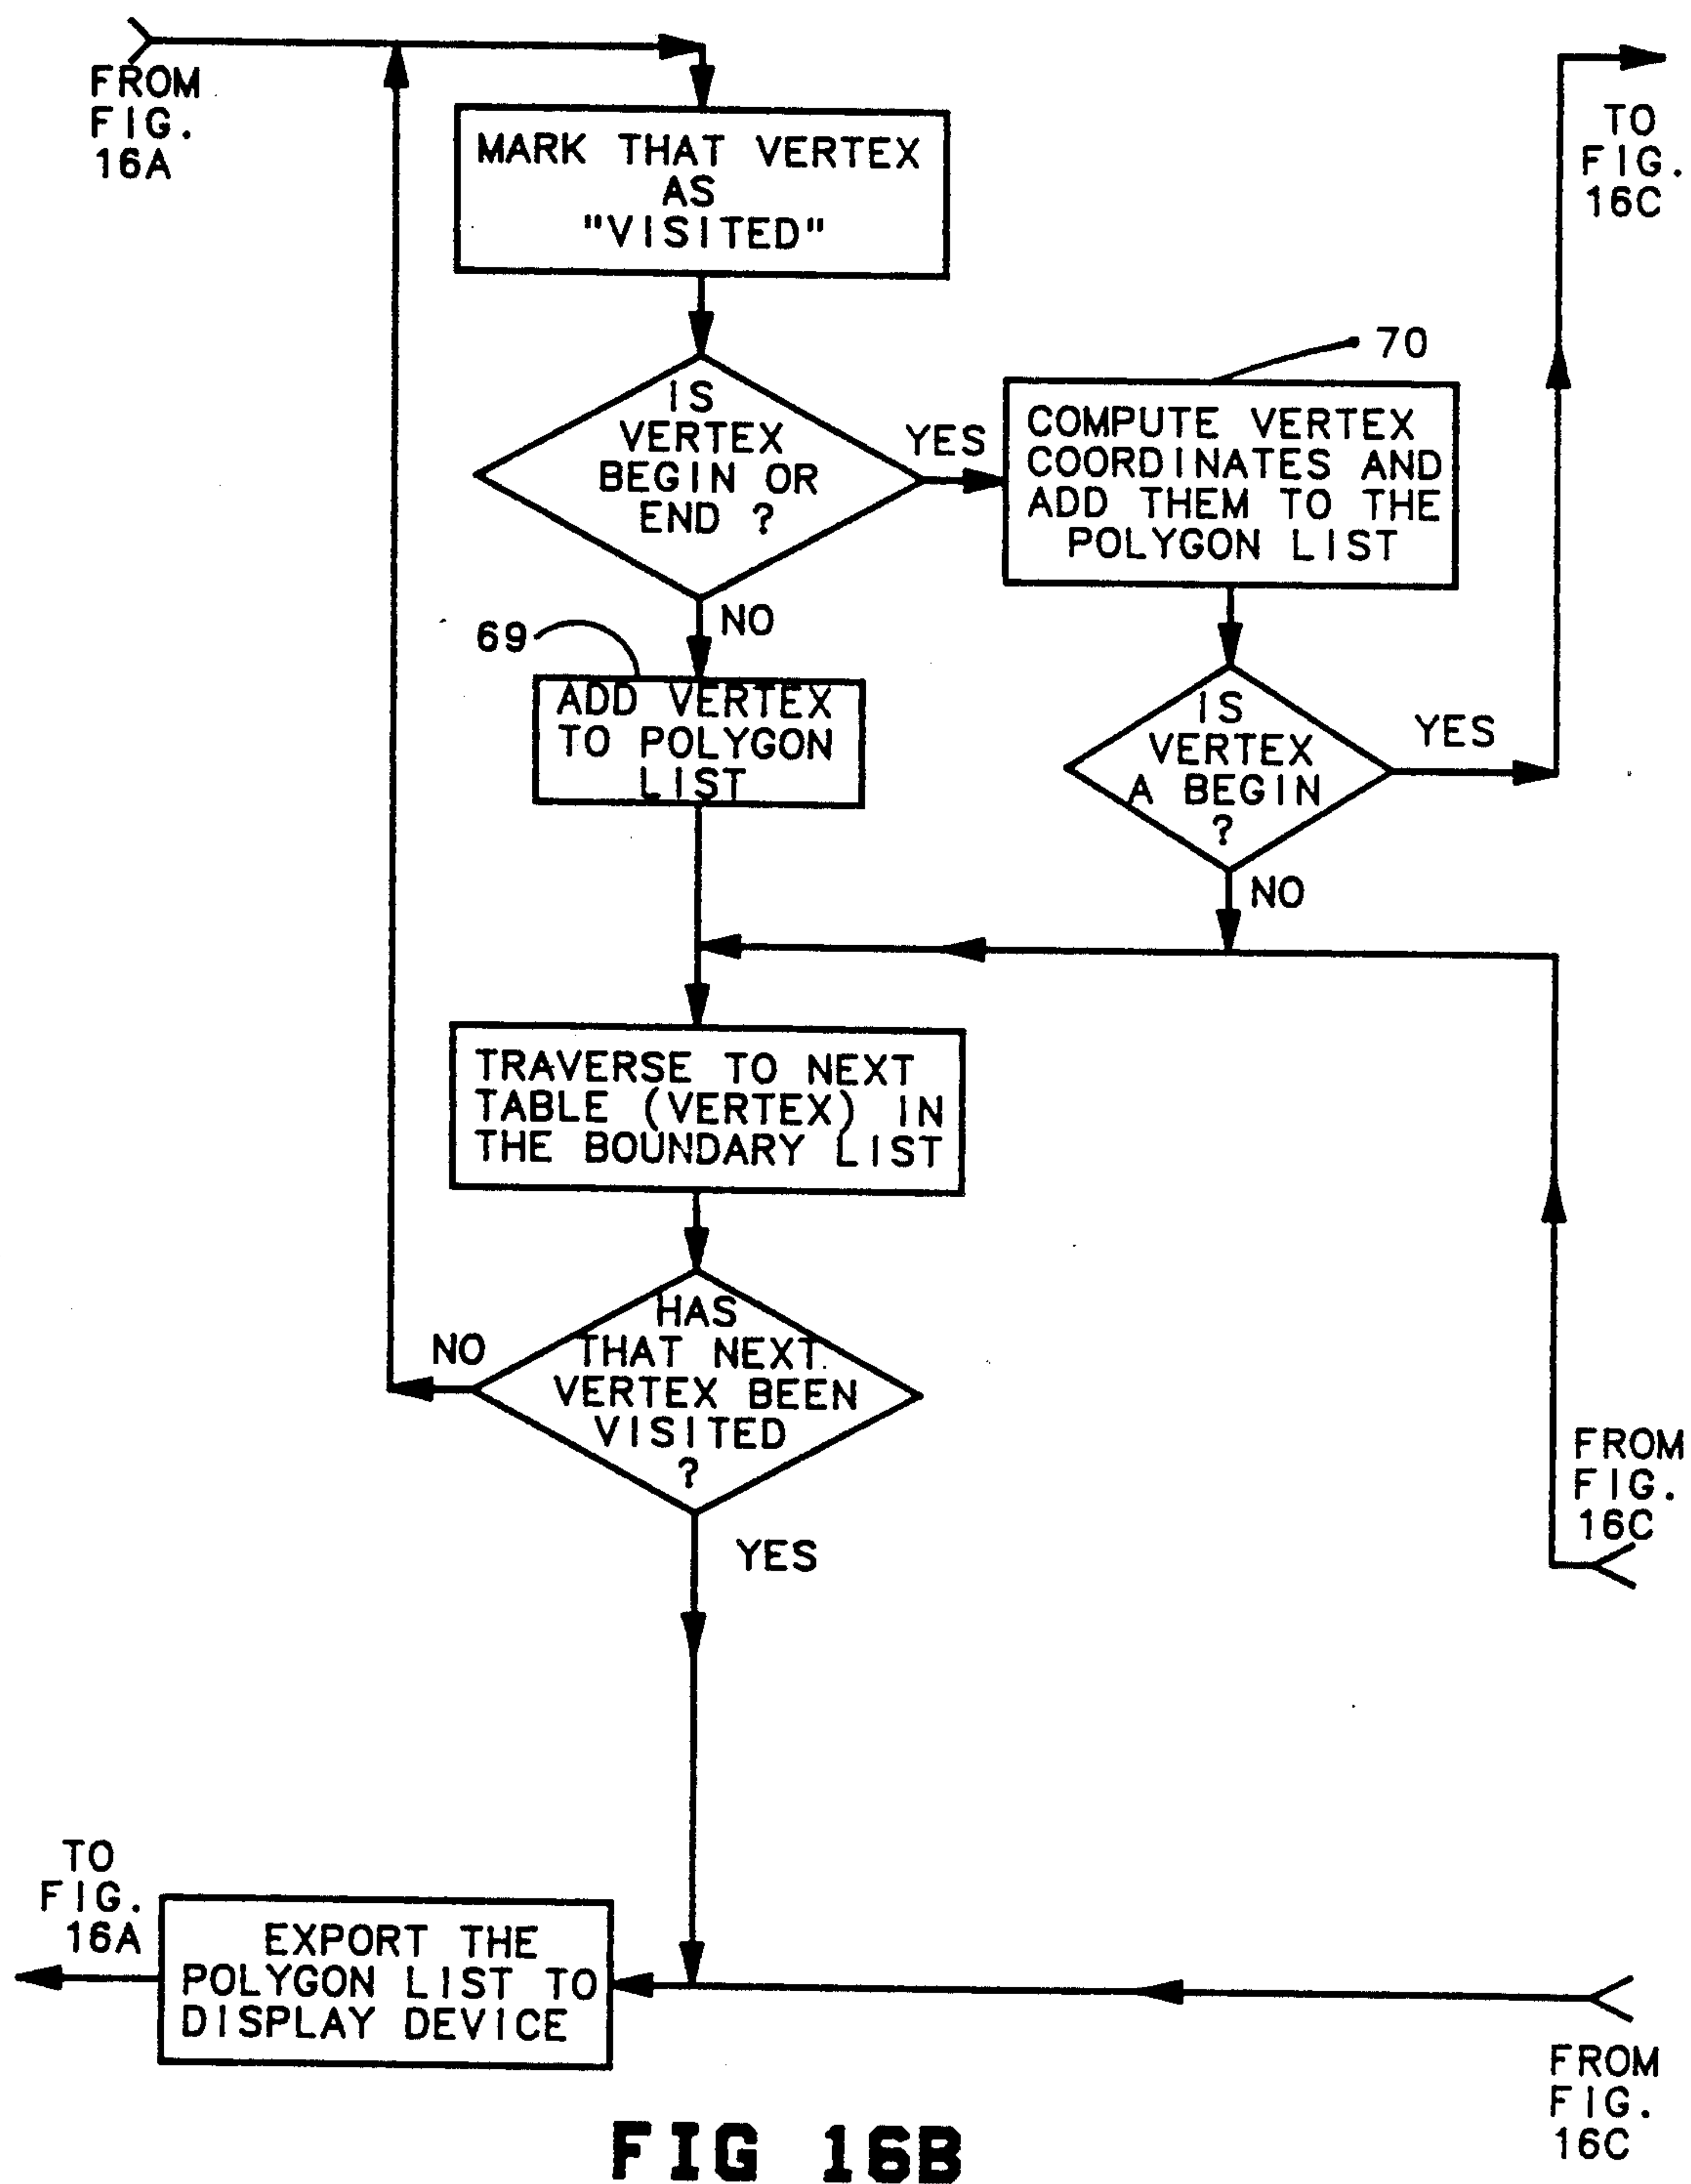 FROM
FIG.
16A
TO
FIG.
16C
MARK THAT VERTEX
AS
"VISITED"
70
IS
VERTEX
BEGIN OR
END ?
YES
COMPUTE VERTEX
COORDINATES AND
ADD THEM TO THE
POLYGON LIST
NO
69
ADD VERTEX
TO POLYGON
LIST
IS
VERTEX
A BEGIN
?
YES
NO
TRAVERSE TO NEXT
TABLE (VERTEX) IN
THE BOUNDARY LIST
HAS
THAT NEXT
VERTEX BEEN
VISITED
?
NO
YES
FROM
FIG.
16C
TO
FIG.
16A
EXPORT THE
POLYGON LIST TO
DISPLAY DEVICE
FROM
FIG.
16C
FIG 16B